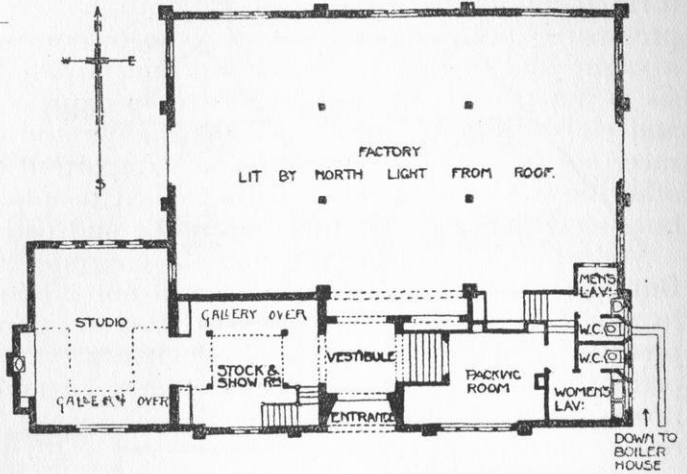 W E
S
FACTORY
LIT BY NORTH LIGHT FROM ROOF.
MEN'S
LAV:
STUDIO
GALLERY OVER
W.C.
VESTIBULE
STOCK &
SHOW RM
PACKING
ROOM
W.C.
GALLERY OVER
WOMEN'S
LAV:
ENTRANCE
DOWN TO
BOILER
HOUSE